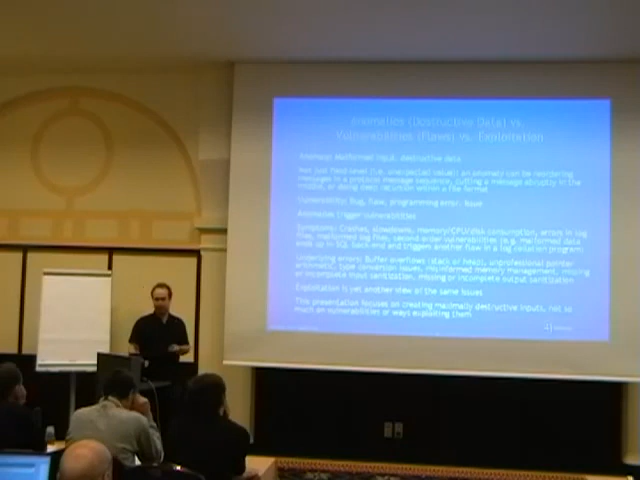 Anomalies (Destructive Data) vs.
Vulnerabilities (Flaws) vs. Exploitation
Anomaly: Malformed input, destructive data
Not just field level (i.e. unexpected value): an anomaly can be reordering
messages in a protocol message sequence, cutting a message abruptly in the
middle, or doing deep recursion within a file format
Vulnerability: Bug, flaw, programming error: Issue
Anomalies trigger vulnerabilities
Symptoms: Crashes, slowdowns, memory/CPU/disk consumption, errors in log
files, malformed log files, second order vulnerabilities (e.g. malformed data
ends up in SQL back end and triggers another flaw in a log collation program)
Underlying errors: Buffer overflows (stack or heap), unprofessional pointer
arithmetic, type conversion issues, misinformed memory management, missing
or incomplete input sanitization, missing or incomplete output sanitization
Exploitation is yet another view of the same issues
This presentation focuses on creating maximally destructive inputs, not so
much on vulnerabilities or ways exploiting them